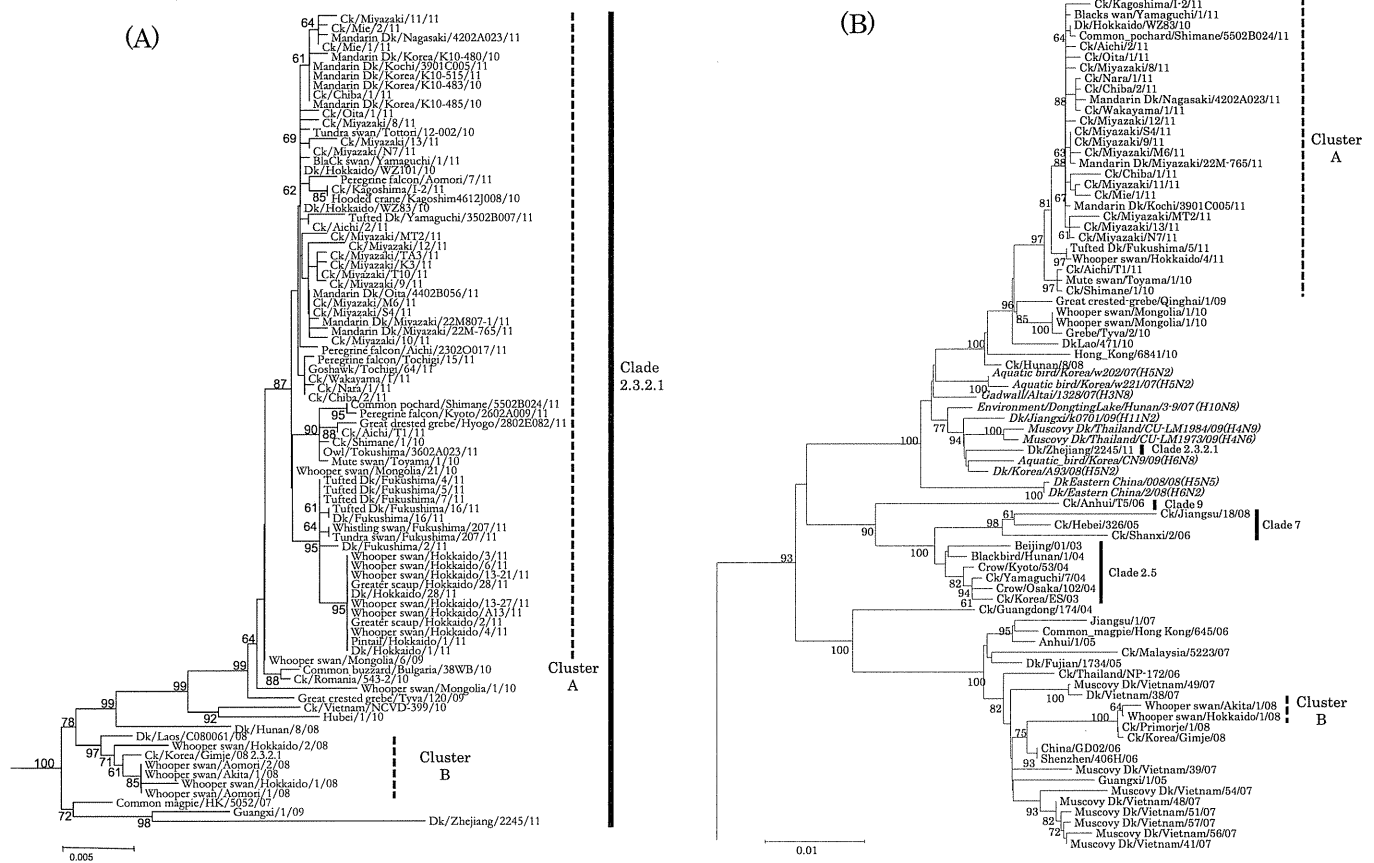 (A)
64
Ck/Miyazaki/11/11
Ck/Mie/2/11
Mandarin Dk/Nagasaki/4202A023/11
Ck/Mie/1/11
61
Mandarin Dk/Korea/K10-480/10
Mandarin Dk/Kochi/3901C005/11
Mandarin Dk/Korea/K10-515/11
Mandarin Dk/Korea/K10-483/10
Ck/Chiba/1/11
Mandarin Dk/Korea/K10-485/10
Ck/Oita/1/11
Ck/Miyazaki/8/11
Tundra swan/Tottori/12-002/10
69
Ck/Miyazaki/13/11
Ck/Miyazaki/N7/11
BlaCk swan/Yamaguchi/1/11
Dk/Hokkaido/WZ101/10
Peregrine falcon/Aomori/7/11
62
Ck/Kagoshima/I-2/11
85
Hooded crane/Kagoshim4612J008/10
Dk/Hokkaido/WZ83/10
Tufted Dk/Yamaguchi/3502B007/11
Ck/Aichi/2/11
Ck/Miyazaki/MT2/11
Ck/Miyazaki/12/11
Ck/Miyazaki/TA3/11
Ck/Miyazaki/K3/11
Ck/Miyazaki/T10/11
Ck/Miyazaki/9/11
Mandarin Dk/Oita/4402B056/11
Ck/Miyazaki/M6/11
Ck/Miyazaki/S4/11
Mandarin Dk/Miyazaki/22M807-1/11
Mandarin Dk/Miyazaki/22M-765/11
Ck/Miyazaki/10/11
Peregrine falcon/Aichi/2302O017/11
Peregrine falcon/Tochigi/15/11
Goshawk/Tochigi/64/11
Ck/Wakayama/1/11
87
Ck/Nara/1/11
Ck/Chiba/2/11
Common pochard/Shimane/5502B024/11
95
Peregrine falcon/Kyoto/2602A009/11
Great drested grebe/Hyogo/2802E082/11
90
88
Ck/Aichi/T1/11
Ck/Shimane/1/10
Owl/Tokushima/3602A023/11
Mute swan/Toyama/1/10
Whooper swan/Mongolia/21/10
Tufted Dk/Fukushima/4/11
Tufted Dk/Fukushima/5/11
Tufted Dk/Fukushima/7/11
61
Tufted Dk/Fukushima/16/11
Dk/Fukushima/16/11
64
Whistling swan/Fukushima/207/11
Tundra swan/Fukushima/207/11
95
Dk/Fukushima/2/11
Whooper swan/Hokkaido/3/11
Whooper swan/Hokkaido/6/11
Whooper swan/Hokkaido/13-21/11
Greater scaup/Hokkaido/28/11
Dk/Hokkaido/28/11
95
Whooper swan/Hokkaido/13-27/11
Whooper swan/Hokkaido/A13/11
Greater scaup/Hokkaido/2/11
Whooper swan/Hokkaido/4/11
64
Pintail/Hokkaido/1/11
Dk/Hokkaido/1/11
Whooper swan/Mongolia/6/09
99
Common buzzard/Bulgaria/38WB/10
88
Ck/Romania/543-2/10
99
Whooper swan/Mongolia/1/10
Great crested grebe/Tyva/120/09
99
Ck/Vietnam/NCVD-399/10
92
Hubei/1/10
78
Dk/Hunan/8/08
Dk/Laos/C080061/08
97
Whooper swan/Hokkaido/2/08
71
Ck/Korea/Gimje/08 2.3.2.1
61
Whooper swan/Aomori/2/08
100
Whooper swan/Akita/1/08
85
Whooper swan/Hokkaido/1/08
Whooper swan/Aomori/1/08
Common magpie/HK/5052/07
72
Guangxi/1/09
98
Dk/Zhejiang/2245/11
0.005
Cluster
A
Cluster
B
Clade
2.3.2.1
(B)
Ck/Kagoshima/I-2/11
Blacks wan/Yamaguchi/1/11
Dk/Hokkaido/WZ83/10
64
Common_pochard/Shimane/5502B024/11
Ck/Aichi/2/11
Ck/Oita/1/11
Ck/Miyazaki/8/11
Ck/Nara/1/11
Ck/Chiba/2/11
88
Mandarin Dk/Nagasaki/4202A023/11
Ck/Wakayama/1/11
Ck/Miyazaki/12/11
Ck/Miyazaki/S4/11
Ck/Miyazaki/9/11
63
Ck/Miyazaki/M6/11
88
Mandarin Dk/Miyazaki/22M-765/11
Ck/Chiba/1/11
Ck/Miyazaki/11/11
67
Ck/Mie/1/11
81
Mandarin Dk/Kochi/3901C005/11
Ck/Miyazaki/MT2/11
Ck/Miyazaki/13/11
61
Ck/Miyazaki/N7/11
97
Tufted Dk/Fukushima/5/11
97
Whooper swan/Hokkaido/4/11
Ck/Aichi/T1/11
Mute swan/Toyama/1/10
97
Ck/Shimane/1/10
96
Great crested-grebe/Qinghai/1/09
85
Whooper swan/Mongolia/1/10
Whooper swan/Mongolia/1/10
100
Grebe/Tyva/2/10
100
DkLao/471/10
Hong_Kong/6841/10
Ck/Hunan/8/08
Aquatic bird/Korea/w202/07(H5N2)
100
Aquatic bird/Korea/w221/07(H5N2)
Gadwall/Altai/1328/07(H3N8)
Environment/DongtingLake/Hunan/3-9/07 (H10N8)
Dk/Jiangxi/k0701/09(H11N2)
77
100
Muscovy Dk/Thailand/CU-LM1984/09(H4N9)
100
94
Muscovy Dk/Thailand/CU-LM1973/09(H4N6)
Dk/Zhejiang/2245/11
Clade 2.3.2.1
Aquatic_bird/Korea/CN9/09(H6N8)
Dk/Korea/A93/08(H5N2)
DkEastern China/008/08(H5N5)
100
Dk/Eastern China/2/08(H6N2)
Ck/Anhui/T5/06
Clade 9
Ck/Jiangsu/18/08
61
98
Ck/Hebei/326/05
Clade 7
90
Ck/Shanxi/2/06
100
Beijing/01/03
93
Blackbird/Hunan/1/04
Crow/Kyoto/53/04
Clade 2.5
82
Ck/Yamaguchi/7/04
94
Crow/Osaka/102/04
61
Ck/Korea/ES/03
Ck/Guangdong/174/04
Jiangsu/1/07
95
Common_magpie/Hong Kong/645/06
Anhui/1/05
100
Ck/Malaysia/5223/07
Dk/Fujian/1734/05
100
Ck/Thailand/NP-172/06
Muscovy Dk/Vietnam/49/07
100
Dk/Vietnam/38/07
82
64
Whooper swan/Akita/1/08
100
Whooper swan/Hokkaido/1/08
Ck/Primorje/1/08
75
Ck/Korea/Gimje/08
China/GD02/06
93
Shenzhen/406H/06
Muscovy Dk/Vietnam/39/07
Guangxi/1/05
Muscovy Dk/Vietnam/54/07
Muscovy Dk/Vietnam/48/07
93
Muscovy Dk/Vietnam/51/07
82
Muscovy Dk/Vietnam/57/07
72
Muscovy Dk/Vietnam/56/07
Muscovy Dk/Vietnam/41/07
0.01
Cluster
A
Cluster
B